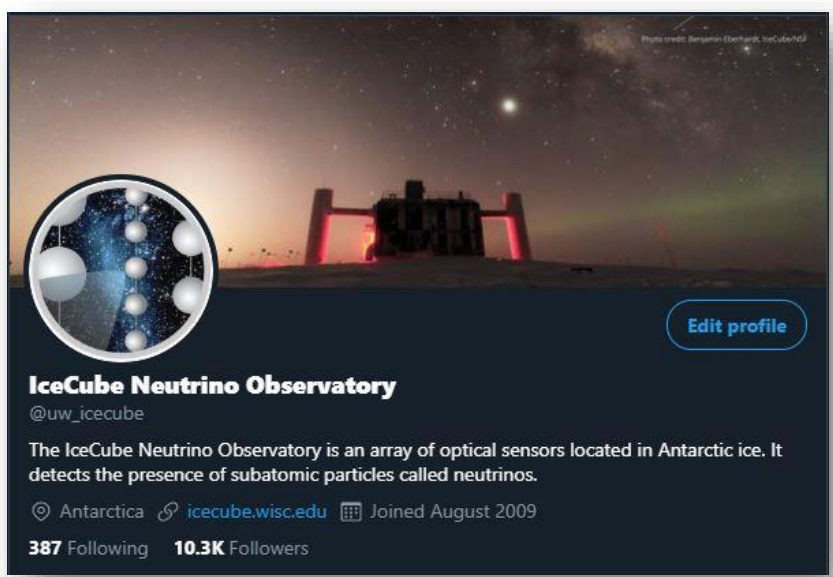 Photo credit: Benjamin Eberhardt, IceCube/NSF
Edit profile
IceCube Neutrino Observatory
@uw_icecube
The IceCube Neutrino Observatory is an array of optical sensors located in Antarctic ice. It
detects the presence of subatomic particles called neutrinos.
Antarctica icecube.wisc.edu Joined August 2009
387 Following 10.3K Followers